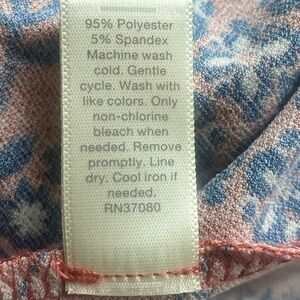 95% Polyester
5% Spandex
Machine wash
cold. Gentle
cycle. Wash with
like colors. Only
non-chlorine
bleach when
needed. Remove
promptly. Line
dry. Cool iron if
needed.
RN37080